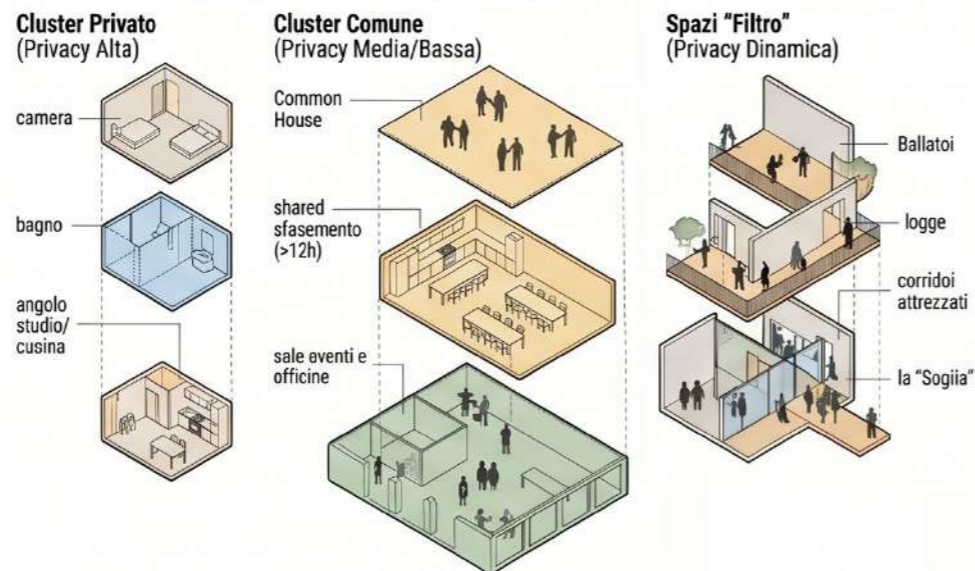 Cluster Privato
(Privacy Alta)
camera
bagno
angolo
studio/
cusina
Cluster Comune
(Privacy Media/Bassa)
Common
House
shared
sfasemento
(>12h)
sale eventi e
officine
Spazi "Filtro"
(Privacy Dinamica)
Ballatoi
logge
corridoi
attrezzati
la "Sogiia"